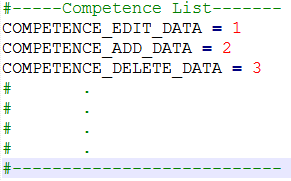 #-----Competence List-------
COMPETENCE_EDIT_DATA = 1
COMPETENCE_ADD_DATA = 2
COMPETENCE_DELETE_DATA = 3
#       .
#       .
#       .
#       .
#---------------------------